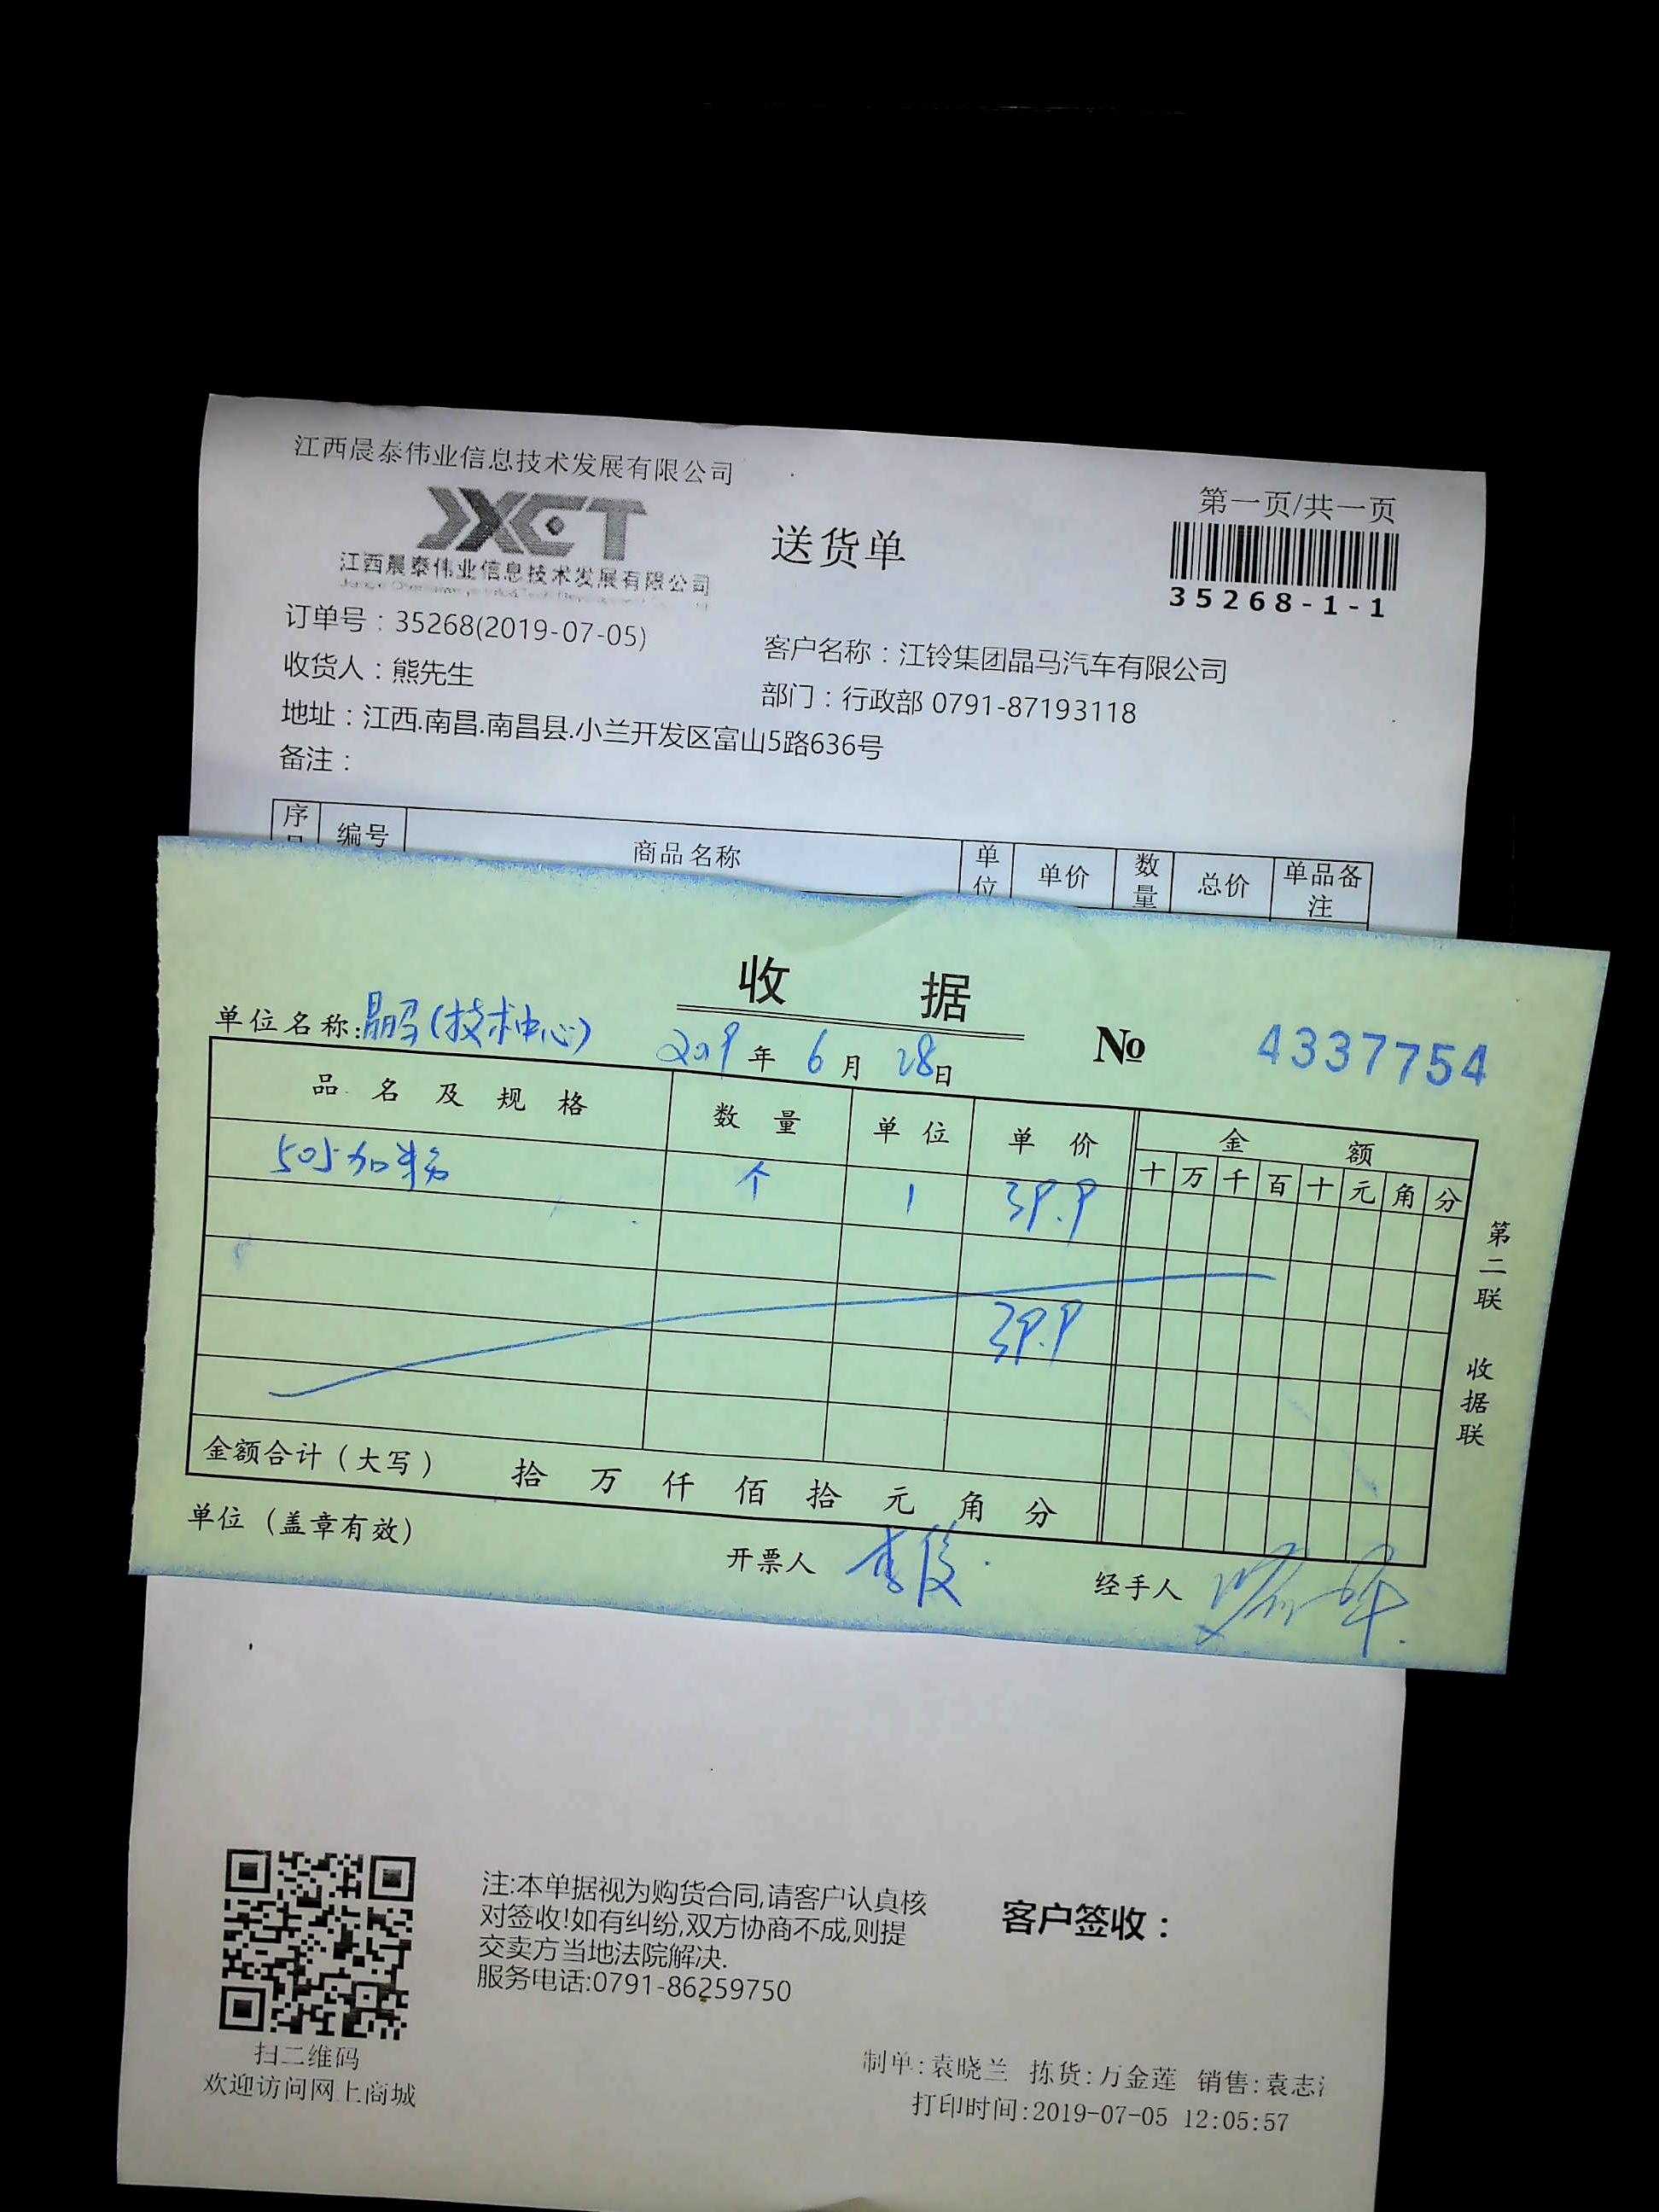 江西晨泰伟业信息技术发展有限公司
第一页/共一页
JXCT
送货单
江西晨泰伟业信息技术发展有限公司
35268-1-1
订单号：35268(2019-07-05)
客户名称：江铃集团晶马汽车有限公司
收货人：熊先生
部门：行政部 0791-87193118
地址：江西.南昌.南昌县.小兰开发区富山5路636号
备注：
序 编号 商品名称 单位 单价 数量 总价 单品备注
收 据
单位名称:晶马(技术中心) 2019年6月28日 № 4337754
品名及规格 数量 单位 单价 金额
十 万 千 百 十 元 角 分
505加粉 个 1 39.9
39.9
金额合计（大写） 拾 万 仟 佰 拾 元 角 分
单位（盖章有效）
开票人
经手人
第二联 收据联
注:本单据视为购货合同,请客户认真核
对签收!如有纠纷,双方协商不成,则提
交卖方当地法院解决.
服务电话:0791-86259750
客户签收：
扫二维码
欢迎访问网上商城
制单:袁晓兰 拣货:万金莲 销售:袁志
打印时间:2019-07-05 12:05:57